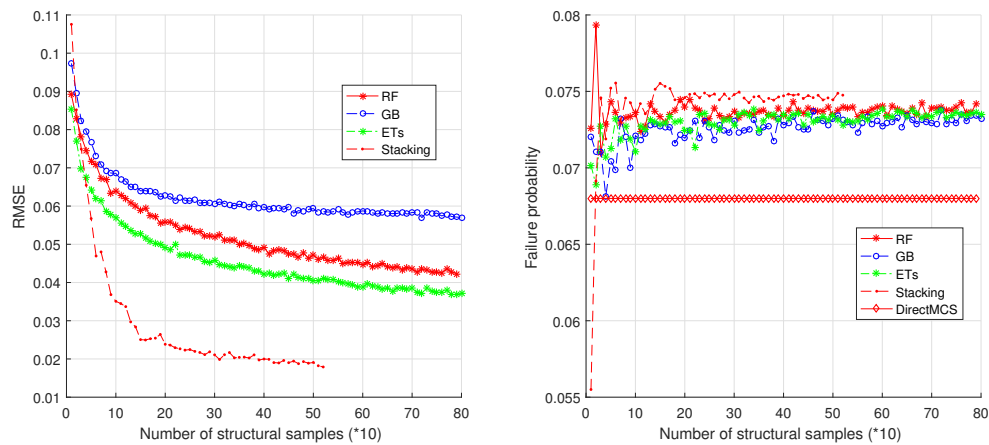 0.11
0.1
0.09
0.08
0.07
0.06
0.05
0.04
0.03
0.02
0.01
RMSE
0 10 20 30 40 50 60 70 80
Number of structural samples (*10)
RF
GB
ETs
Stacking
0.08
0.075
0.07
0.065
0.06
0.055
Failure probability
0 10 20 30 40 50 60 70 80
Number of structural samples (*10)
RF
GB
ETs
Stacking
DirectMCS